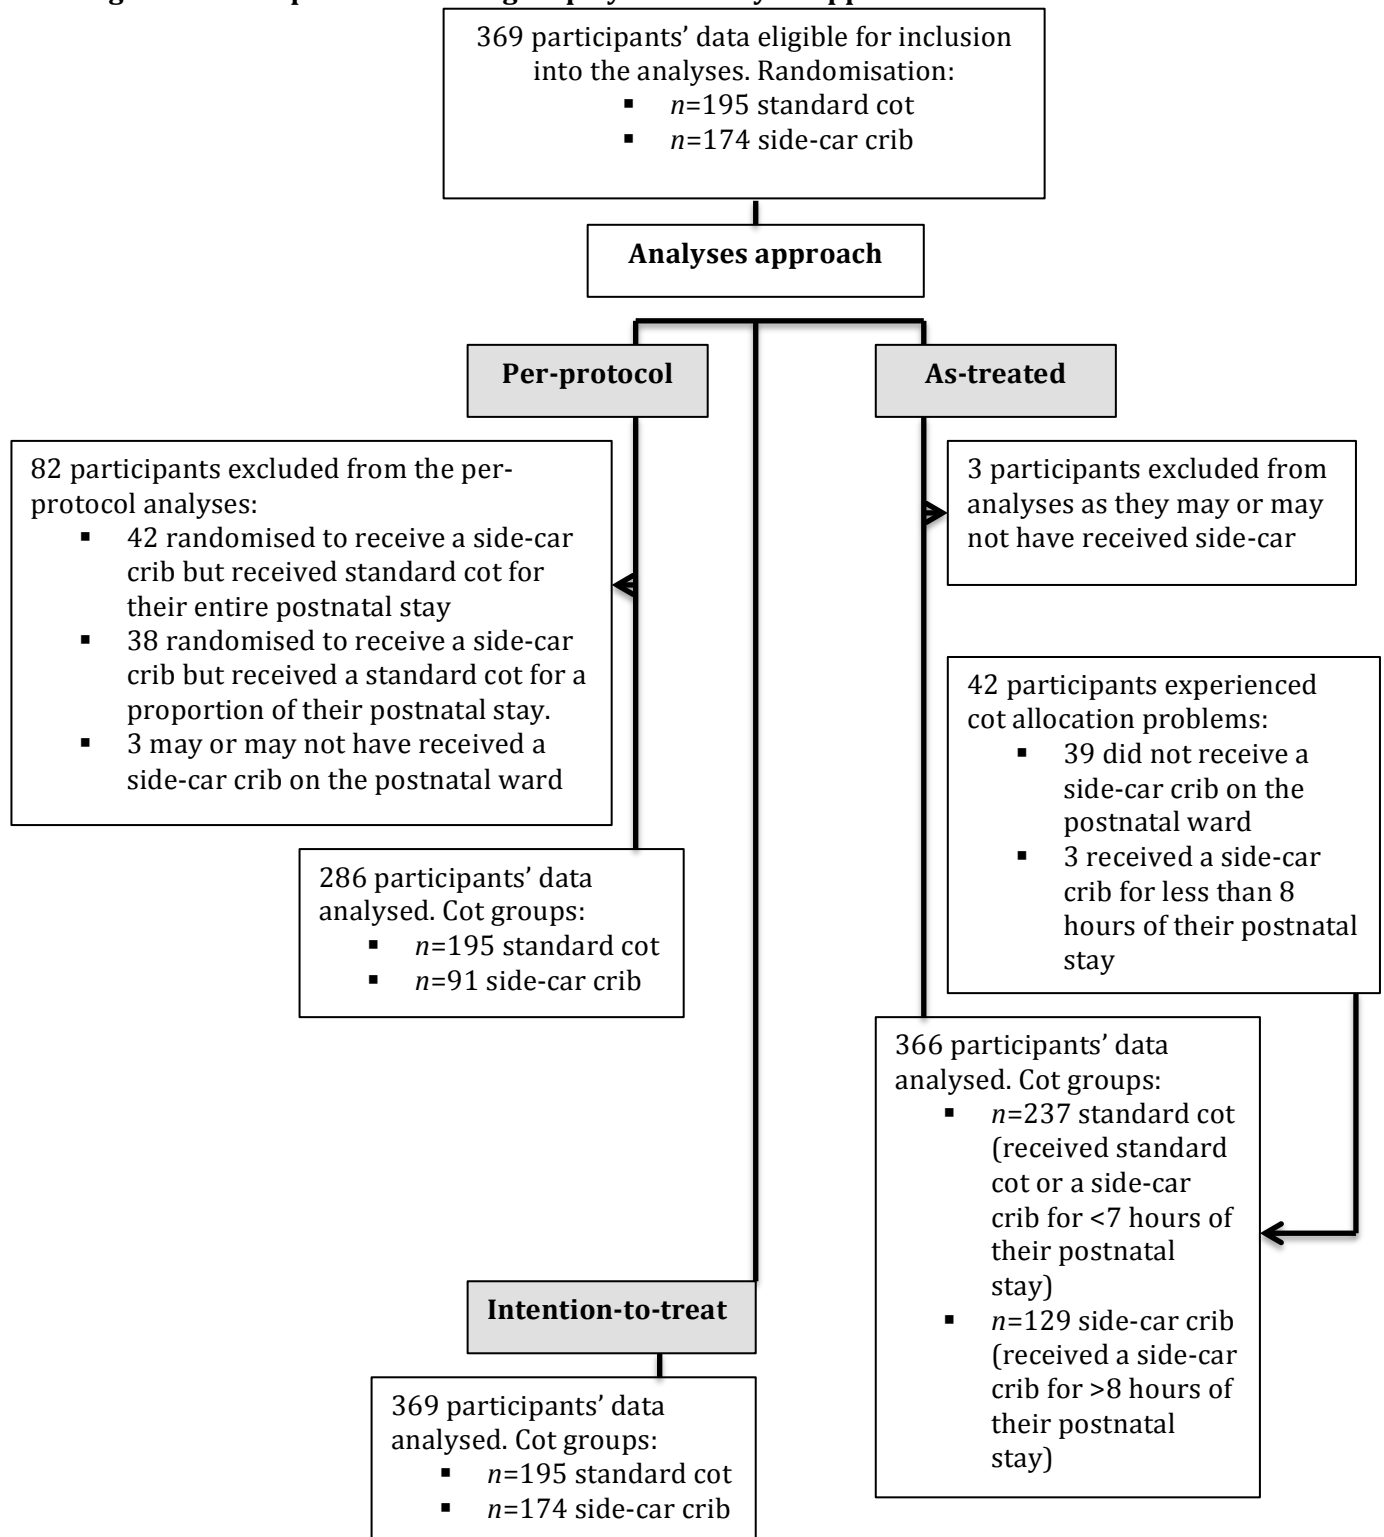 369 participants’ data eligible for inclusion
into the analyses. Randomisation:
▪ n=195 standard cot
▪ n=174 side-car crib
Analyses approach
Per-protocol
As-treated
82 participants excluded from the per-
protocol analyses:
▪ 42 randomised to receive a side-car
crib but received standard cot for
their entire postnatal stay
▪ 38 randomised to receive a side-car
crib but received a standard cot for a
proportion of their postnatal stay.
▪ 3 may or may not have received a
side-car crib on the postnatal ward
3 participants excluded from
analyses as they may or may
not have received side-car
42 participants experienced
cot allocation problems:
▪ 39 did not receive a
side-car crib on the
postnatal ward
▪ 3 received a side-car
crib for less than 8
hours of their postnatal
stay
286 participants’ data
analysed. Cot groups:
▪ n=195 standard cot
▪ n=91 side-car crib
366 participants’ data
analysed. Cot groups:
▪ n=237 standard cot
(received standard
cot or a side-car
crib for <7 hours of
their postnatal
stay)
▪ n=129 side-car crib
(received a side-car
crib for >8 hours of
their postnatal
stay)
Intention-to-treat
369 participants’ data
analysed. Cot groups:
▪ n=195 standard cot
▪ n=174 side-car crib